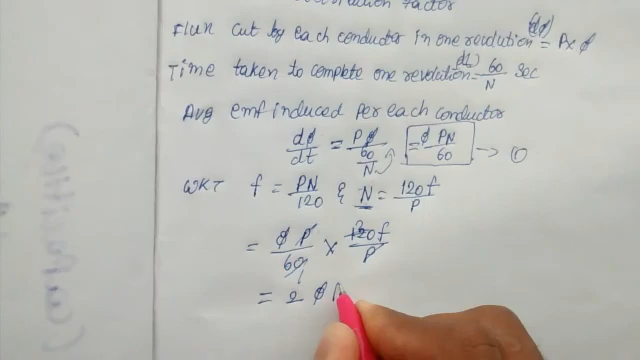 Flux cut by each conductor in one revolution (dϕ) = P x ϕ
Time taken to complete one revolution (dt) = 60/N sec
Avg emf induced per each conductor
dϕ/dt = Pϕ/(60/N) = ϕPN/60 → ①
WKT f = PN/120 & N = 120f/P
= ϕP/60 × 120f/P
= 2 ϕ